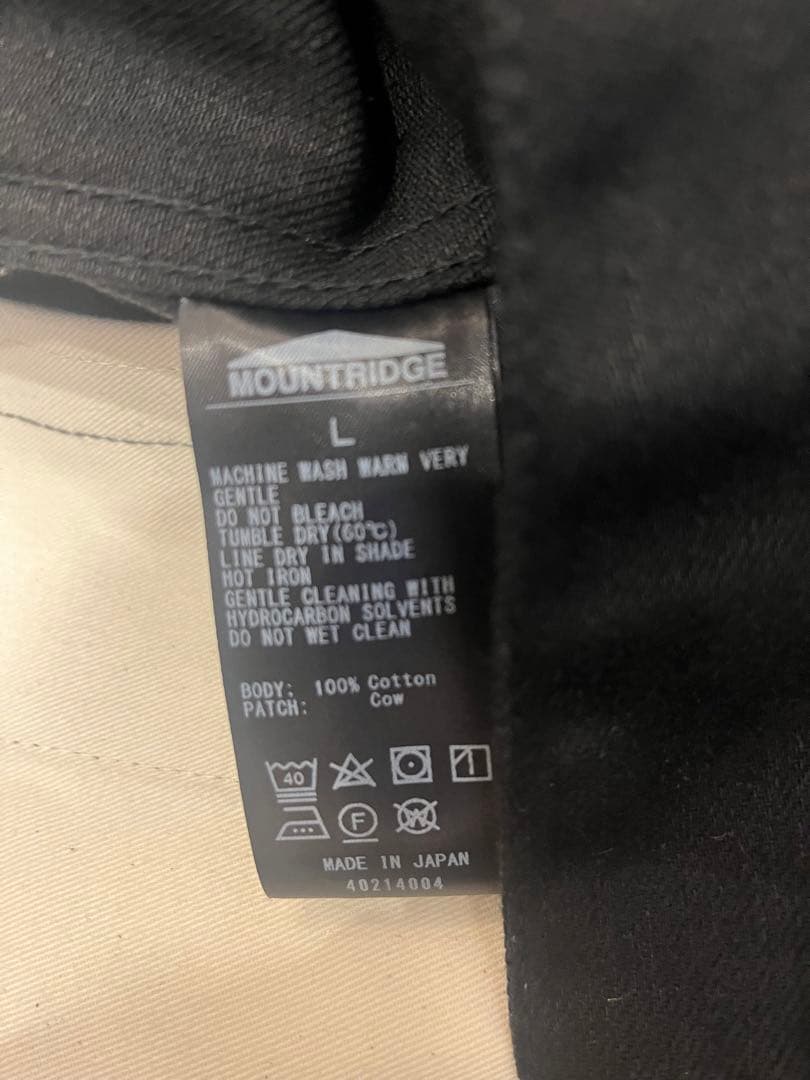 MOUNTRIDGE
L
MACHINE WASH WARM VERY
GENTLE
DO NOT BLEACH
TUMBLE DRY(60℃)
LINE DRY IN SHADE
HOT IRON
GENTLE CLEANING WITH
HYDROCARBON SOLVENTS
DO NOT WET CLEAN
BODY: 100% Cotton
PATCH: Cow
40
F W
MADE IN JAPAN
40214004